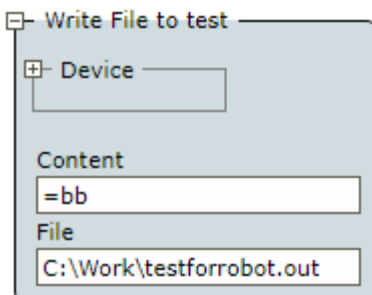 Write File to test
Device
Content
=bb
File
C:\Work\testforrobot.out